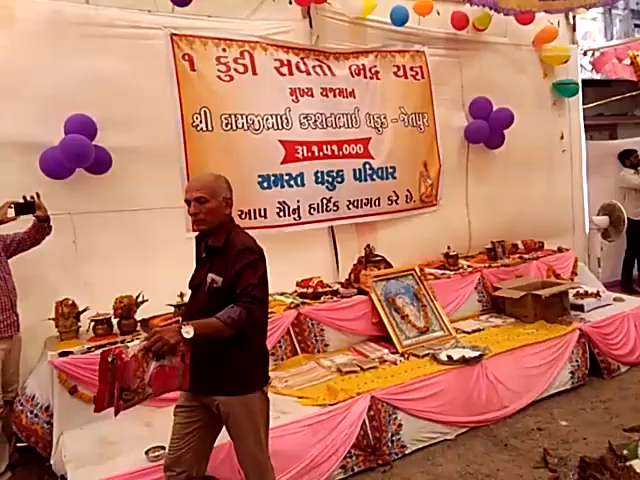 ૧ કુંડી સર્વતો ભદ્ર યજ્ઞ
મુખ્ય યજમાન
શ્રી દામજીભાઈ કરશનભાઈ ધડુક - જેતપુર
રૂા.૧,૫૧,૦૦૦
સમસ્ત ધડુક પરિવાર
આપ સૌનું હાર્દિક સ્વાગત કરે છે.